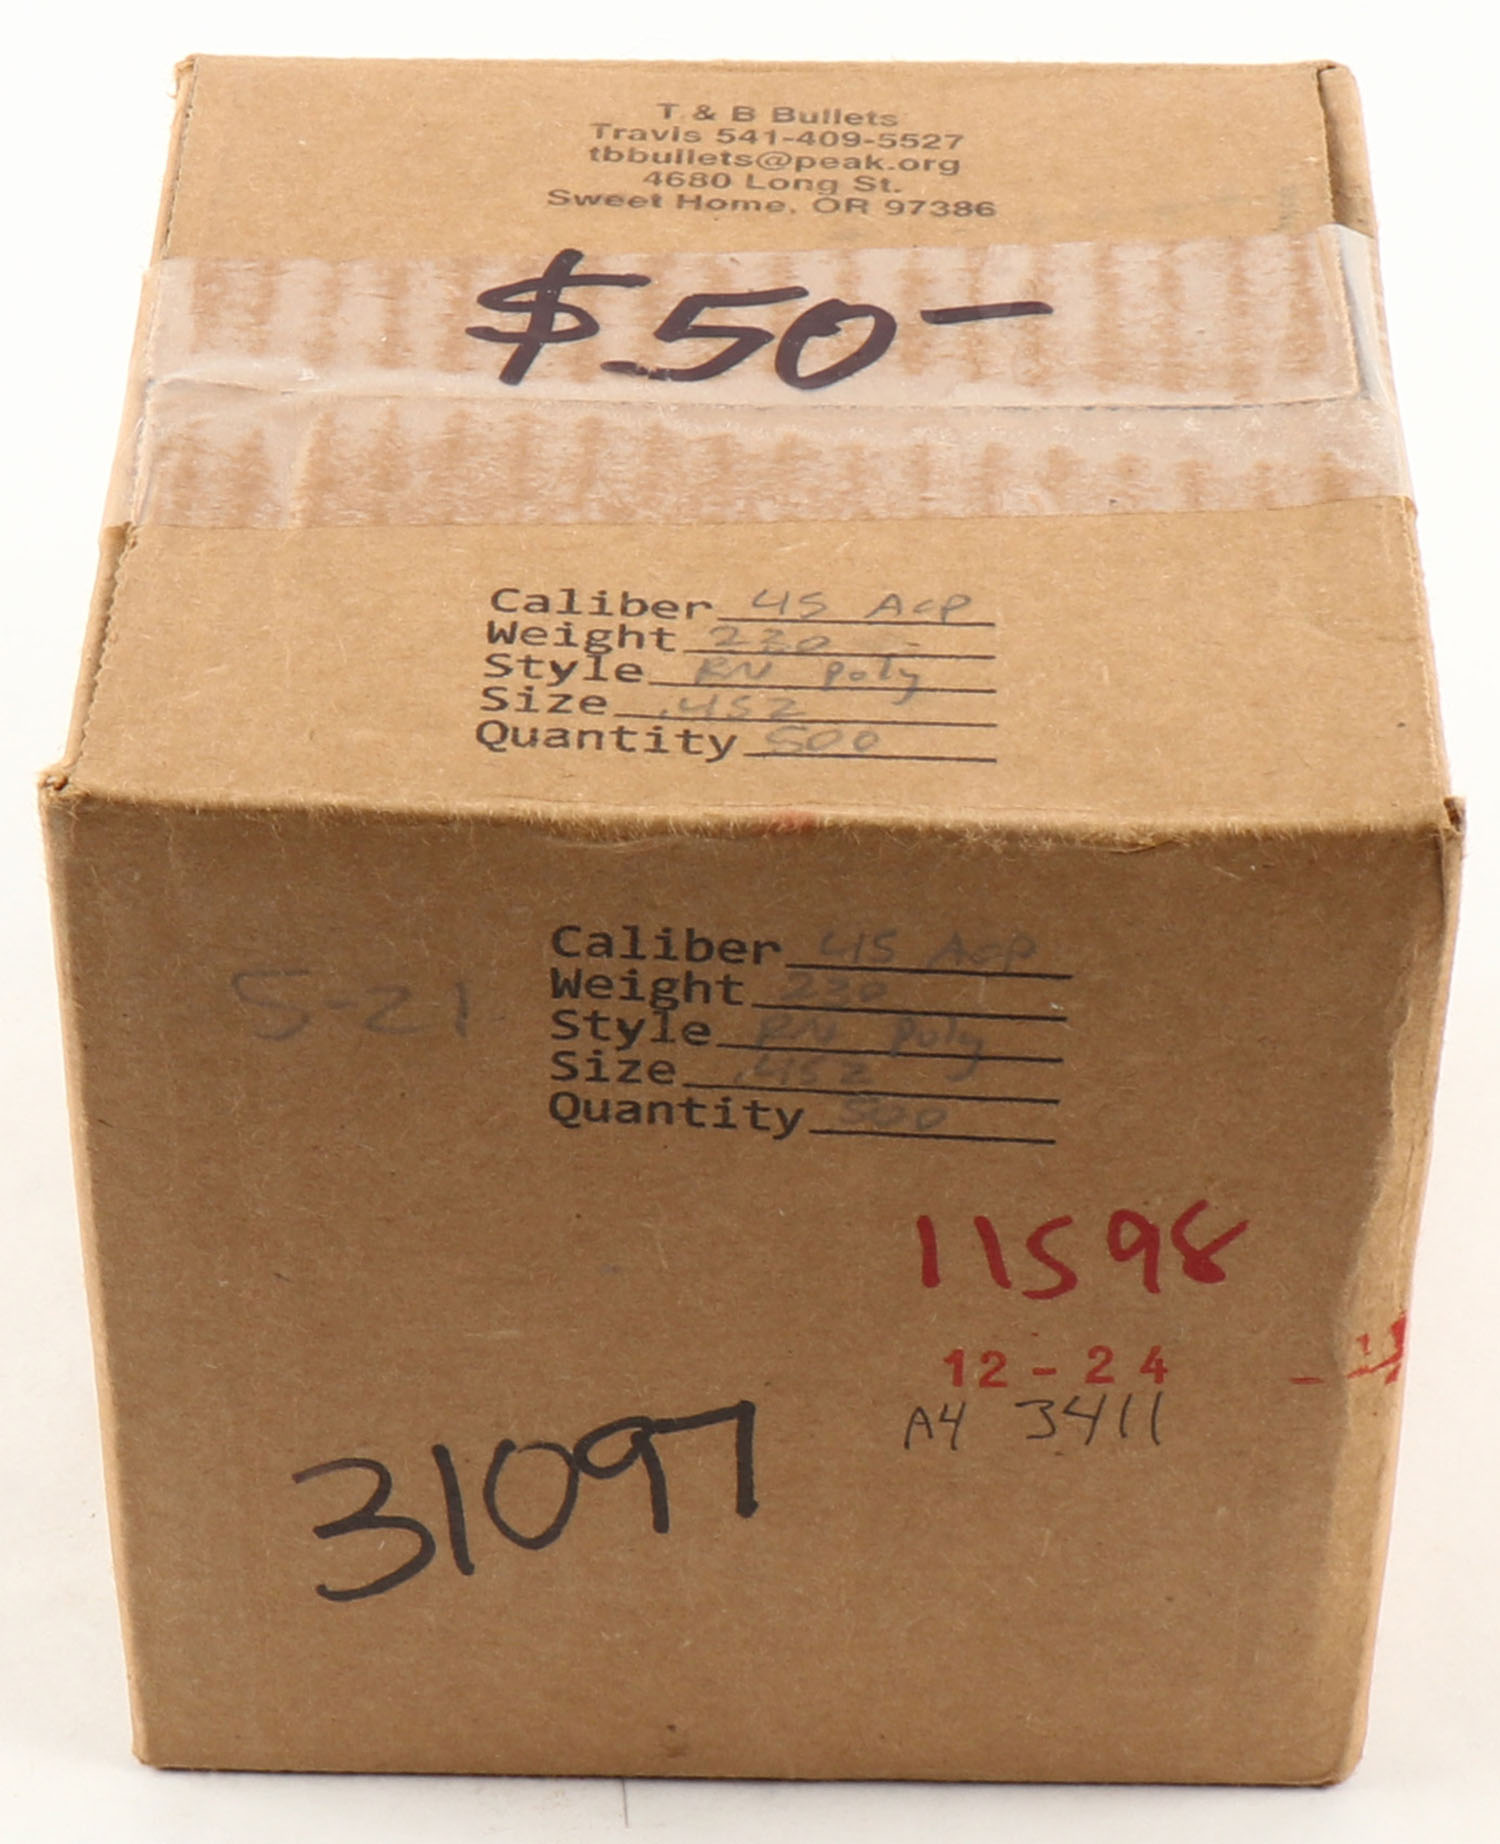 T & B Bullets
Travis 541-409-5527
tbbullets@peak.org
4680 Long St.
Sweet Home, OR 97386
$50-
Caliber 45 Acp
Weight 230
Style RN Poly
Size .452
Quantity 500
Caliber 45 Acp
Weight 230
Style RN Poly
Size .452
Quantity 500
5-21
11598
12-24
A4 3411
31097